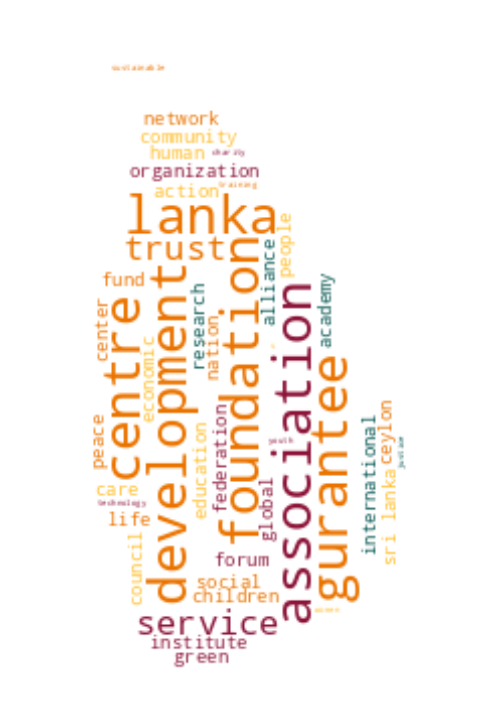 sustainable
network
community
human
charity
organization
training
action
lanka
people
trust
alliance
foundation
development
fund
academy
research
association
centre
center
nation
economic
gurantee
ceylon
federation
peace
international
education
youth
justice
sri lanka
global
care
technology
life
council
forum
social
children
service
institute
green